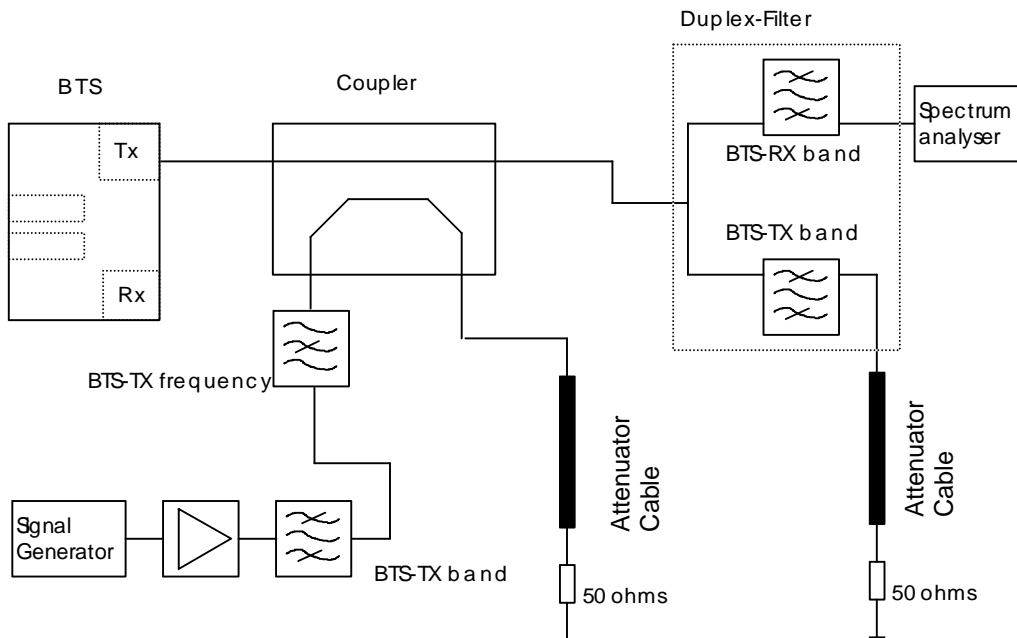 Duplex-Filter
BTS
Coupler
Tx
Spectrum
analyser
BTS-RX band
BTS-TX band
Rx
BTS-TX frequency
Attenuator
Cable
Attenuator
Cable
Signal
Generator
BTS-TX band
50 ohms
50 ohms